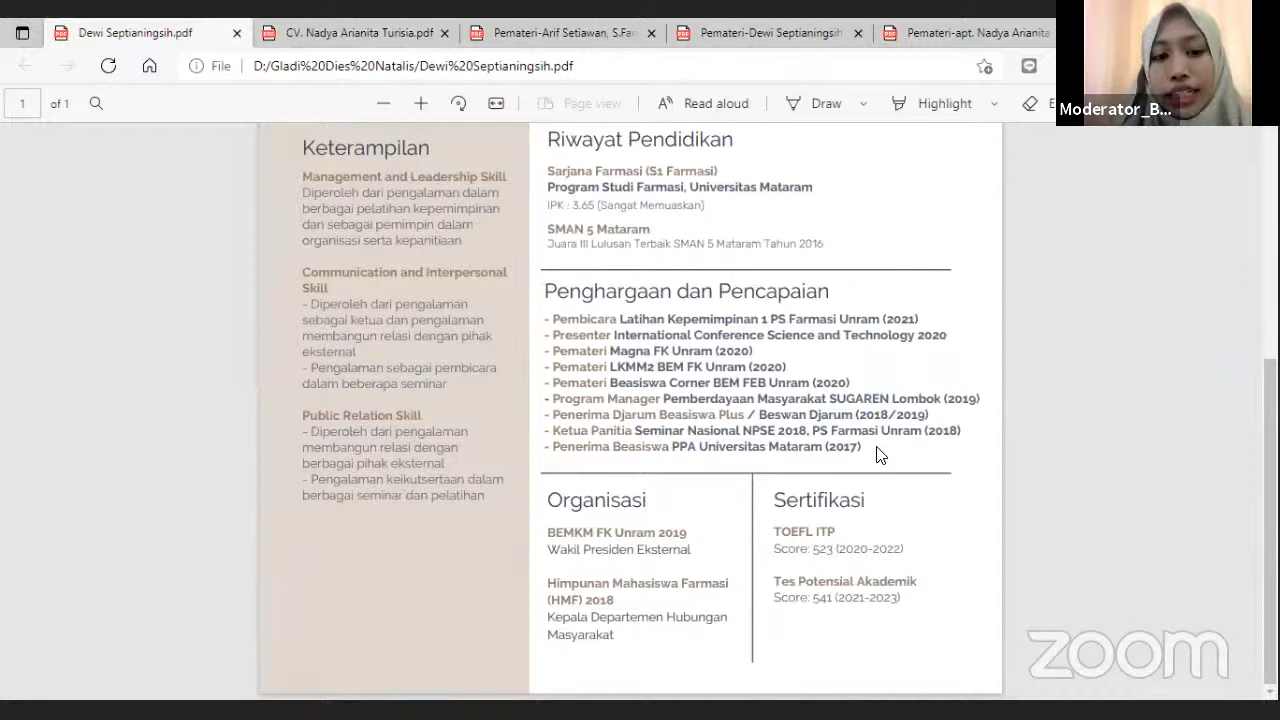 Dewi Septianingsih.pdf
CV. Nadya Arianita Turisia.pdf
Pemateri-Arif Setiawan, S.Far
Pemateri-Dewi Septianingsih
Pemateri-apt. Nadya Arianita
File
D:/Gladi%20Dies%20Natalis/Dewi%20Septianingsih.pdf
1
of 1
Page view
Read aloud
Draw
Highlight
Moderator_B...
Keterampilan
Management and Leadership Skill
Diperoleh dari pengalaman dalam
berbagai pelatihan kepemimpinan
dan sebagai pemimpin dalam
organisasi serta kepanitiaan
Communication and Interpersonal
Skill
- Diperoleh dari pengalaman
sebagai ketua dan pengalaman
membangun relasi dengan pihak
eksternal
- Pengalaman sebagai pembicara
dalam beberapa seminar
Public Relation Skill
- Diperoleh dari pengalaman
membangun relasi dengan
berbagai pihak eksternal
- Pengalaman keikutsertaan dalam
berbagai seminar dan pelatihan
Riwayat Pendidikan
Sarjana Farmasi (S1 Farmasi)
Program Studi Farmasi, Universitas Mataram
IPK : 3.65 (Sangat Memuaskan)
SMAN 5 Mataram
Juara III Lulusan Terbaik SMAN 5 Mataram Tahun 2016
Penghargaan dan Pencapaian
- Pembicara Latihan Kepemimpinan 1 PS Farmasi Unram (2021)
- Presenter International Conference Science and Technology 2020
- Pemateri Magna FK Unram (2020)
- Pemateri LKMM2 BEM FK Unram (2020)
- Pemateri Beasiswa Corner BEM FEB Unram (2020)
- Program Manager Pemberdayaan Masyarakat SUGAREN Lombok (2019)
- Penerima Djarum Beasiswa Plus / Beswan Djarum (2018/2019)
- Ketua Panitia Seminar Nasional NPSE 2018, PS Farmasi Unram (2018)
- Penerima Beasiswa PPA Universitas Mataram (2017)
Organisasi
BEMKM FK Unram 2019
Wakil Presiden Eksternal
Himpunan Mahasiswa Farmasi
(HMF) 2018
Kepala Departemen Hubungan
Masyarakat
Sertifikasi
TOEFL ITP
Score: 523 (2020-2022)
Tes Potensial Akademik
Score: 541 (2021-2023)
zoom